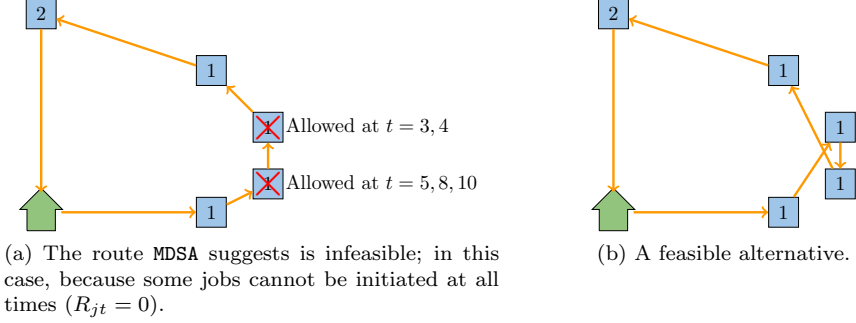 2
1
1 Allowed at t = 3, 4
1 Allowed at t = 5, 8, 10
1
(a) The route MDSA suggests is infeasible; in this
case, because some jobs cannot be initiated at all
times (R_{jt} = 0).
2
1
1
1
1
(b) A feasible alternative.